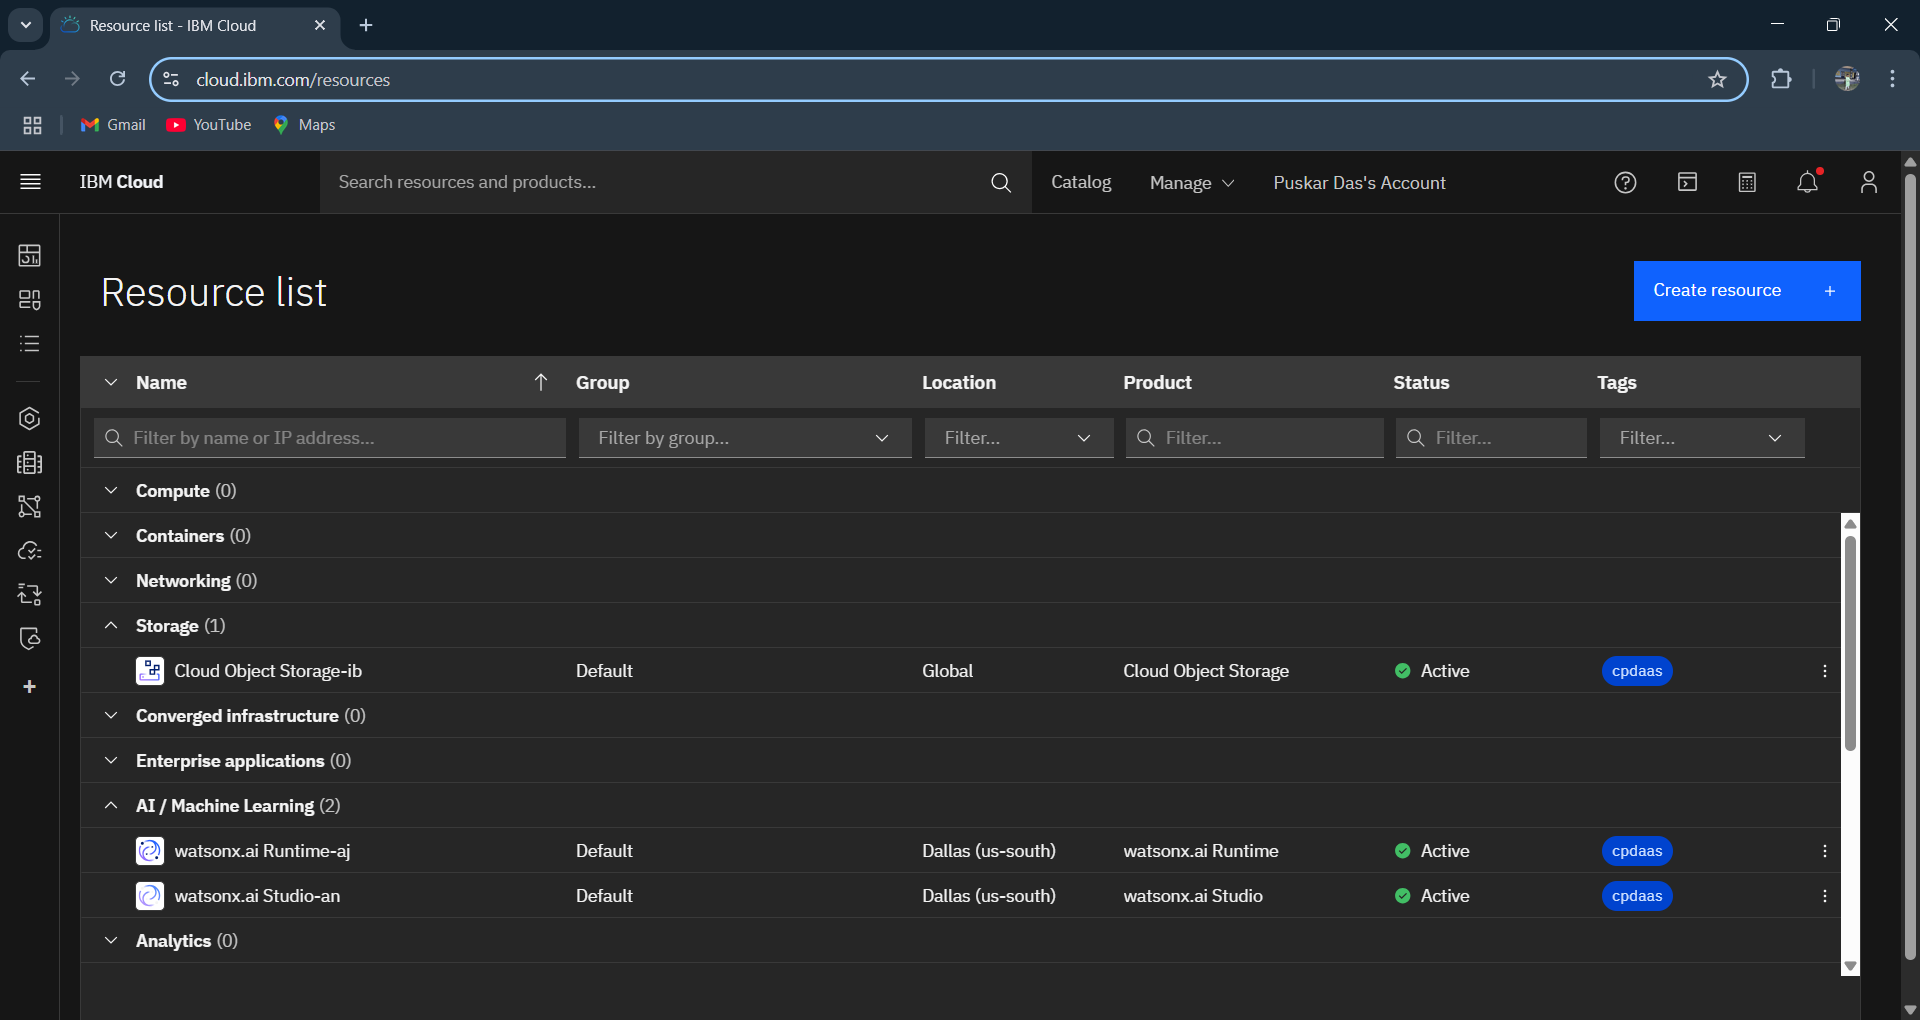 Resource list - IBM Cloud
cloud.ibm.com/resources
Gmail YouTube Maps
IBM Cloud Search resources and products... Catalog Manage Puskar Das's Account
Resource list
Create resource +
Name Group Location Product Status Tags
Filter by name or IP address... Filter by group... Filter... Filter... Filter... Filter...
Compute (0)
Containers (0)
Networking (0)
Storage (1)
Cloud Object Storage-ib Default Global Cloud Object Storage Active cpdaas
Converged infrastructure (0)
Enterprise applications (0)
AI / Machine Learning (2)
watsonx.ai Runtime-aj Default Dallas (us-south) watsonx.ai Runtime Active cpdaas
watsonx.ai Studio-an Default Dallas (us-south) watsonx.ai Studio Active cpdaas
Analytics (0)